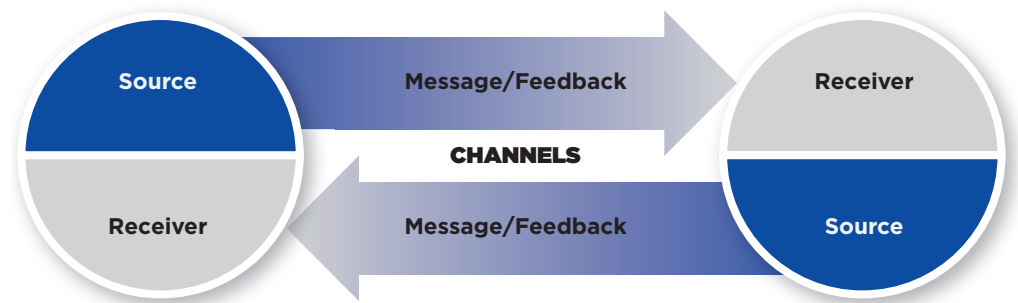 Source
Message/Feedback
Receiver
CHANNELS
Receiver
Message/Feedback
Source